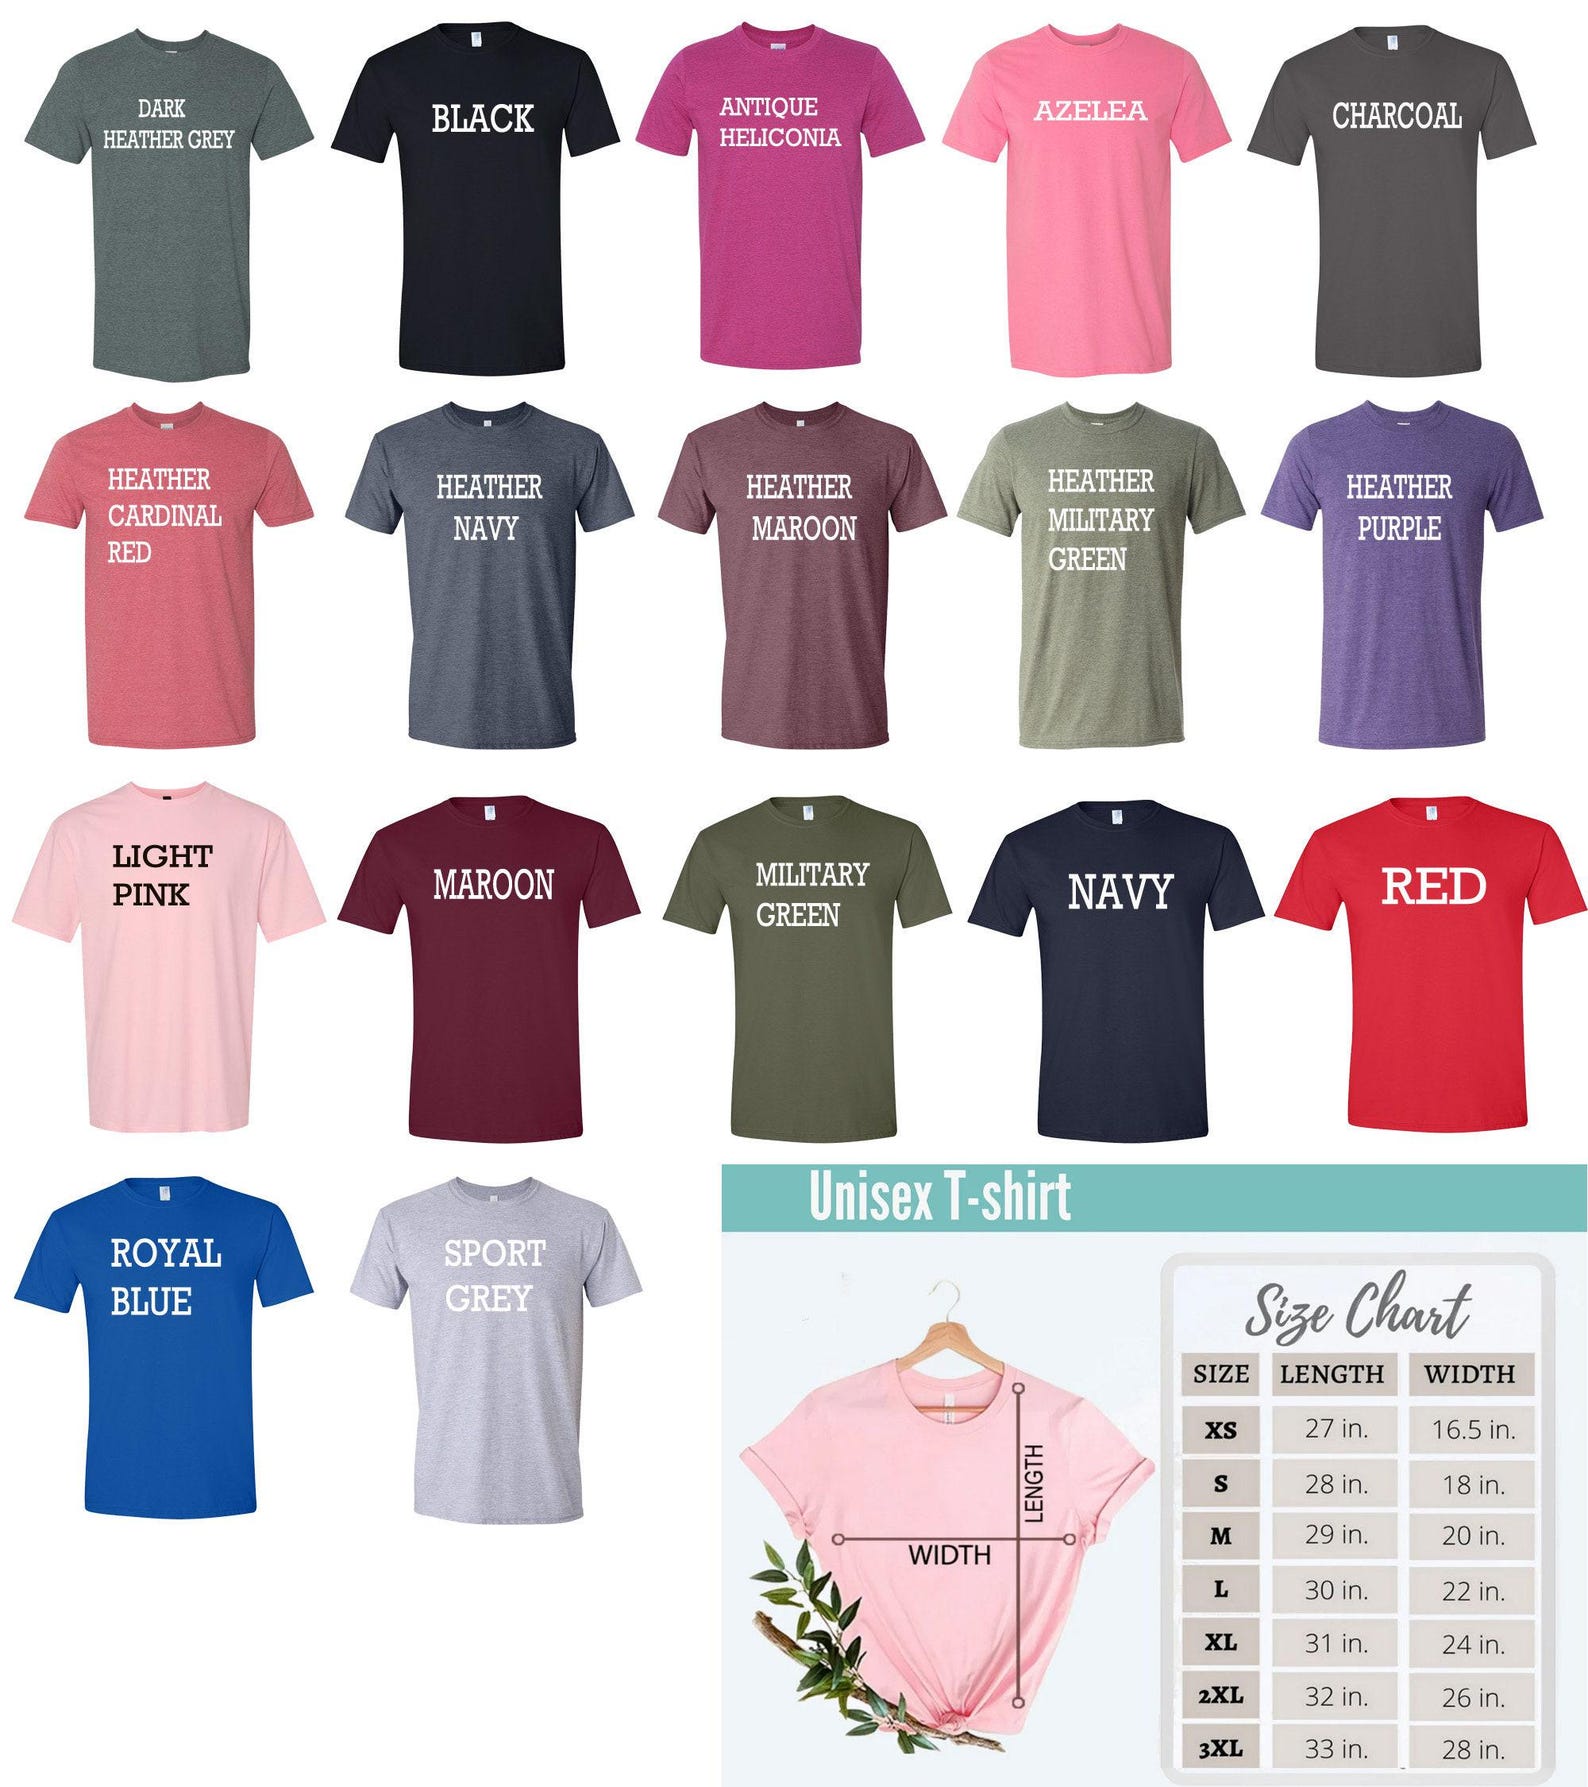 DARK
HEATHER GREY
BLACK
ANTIQUE
HELICONIA
AZELEA
CHARCOAL
HEATHER
CARDINAL
RED
HEATHER
NAVY
HEATHER
MAROON
HEATHER
MILITARY
GREEN
HEATHER
PURPLE
LIGHT
PINK
MAROON
MILITARY
GREEN
NAVY
RED
ROYAL
BLUE
SPORT
GREY
Unisex T-shirt
LENGTH
WIDTH
Size Chart
SIZE LENGTH WIDTH
XS 27 in. 16.5 in.
S 28 in. 18 in.
M 29 in. 20 in.
L 30 in. 22 in.
XL 31 in. 24 in.
2XL 32 in. 26 in.
3XL 33 in. 28 in.